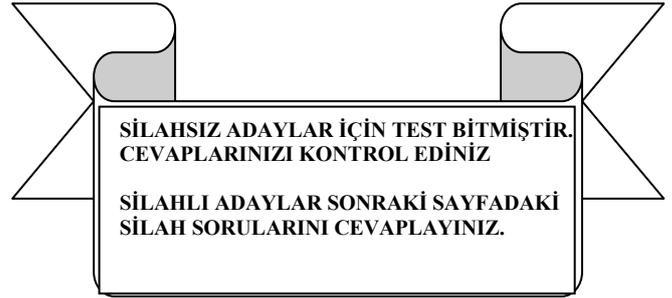 SİLAHSIZ ADAYLAR İÇİN TEST BİTMİŞTİR.
CEVAPLARINIZI KONTROL EDİNİZ
SİLAHLI ADAYLAR SONRAKİ SAYFADAKİ
SİLAH SORULARINI CEVAPLAYINIZ.